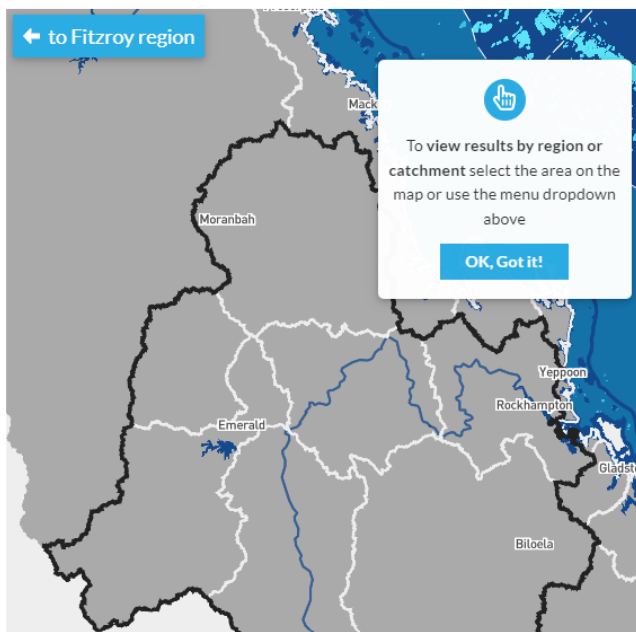 to Fitzroy region
Mack
To view results by region or
catchment select the area on the
map or use the menu dropdown
above
OK, Got it!
Moranbah
Yeppoon
Rockhampton
Emerald
Gladst
Biloela